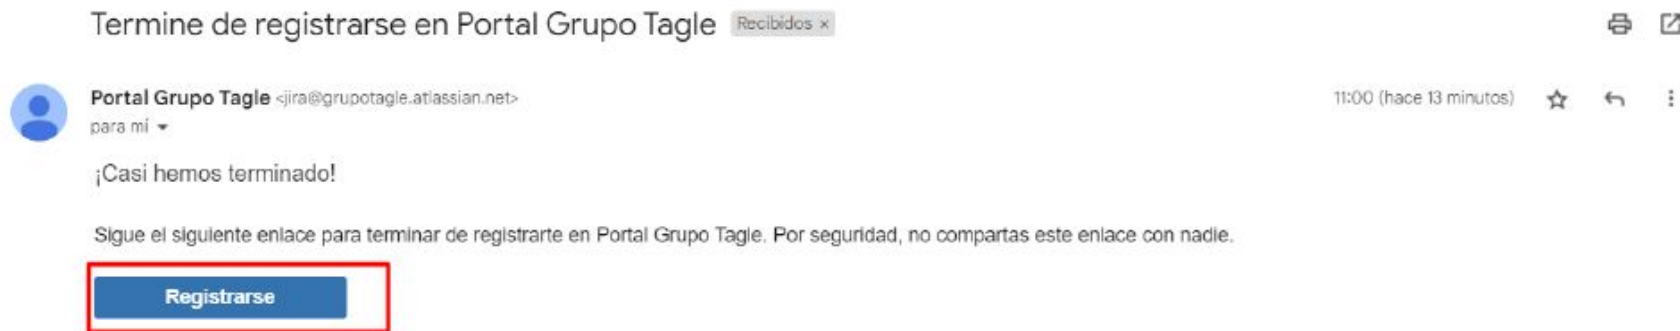 Termine de registrarse en Portal Grupo Tagle Recibidos ×
Portal Grupo Tagle <jira@grupotagle.atlassian.net> 11:00 (hace 13 minutos)
para mí
¡Casi hemos terminado!
Sigue el siguiente enlace para terminar de registrarte en Portal Grupo Tagle. Por seguridad, no compartas este enlace con nadie.
Registrarse